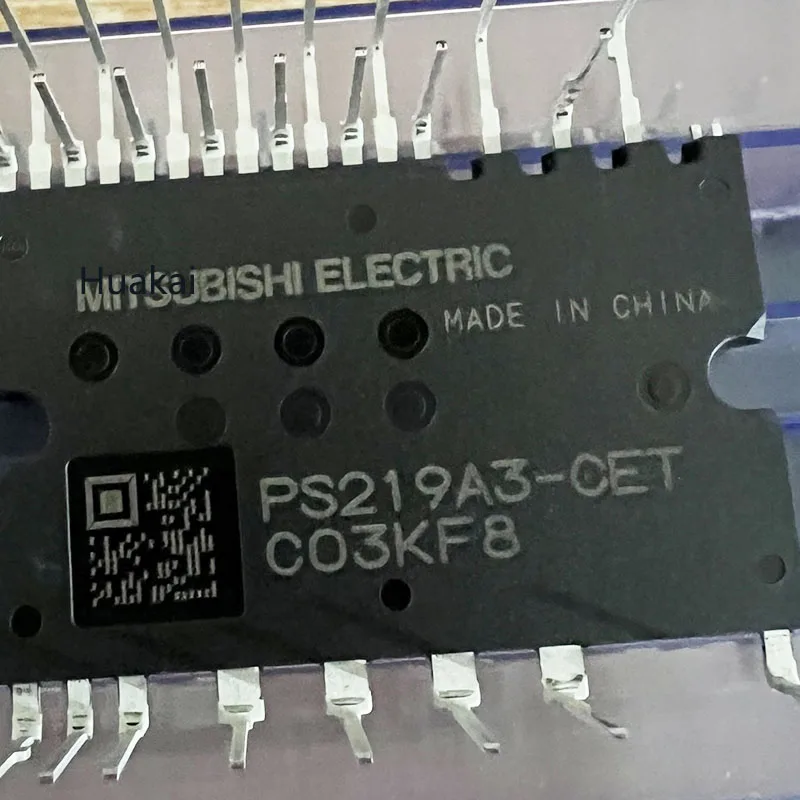 Huakai
MITSUBISHI ELECTRIC
MADE IN CHINA
PS219A3-CET
C03KF8